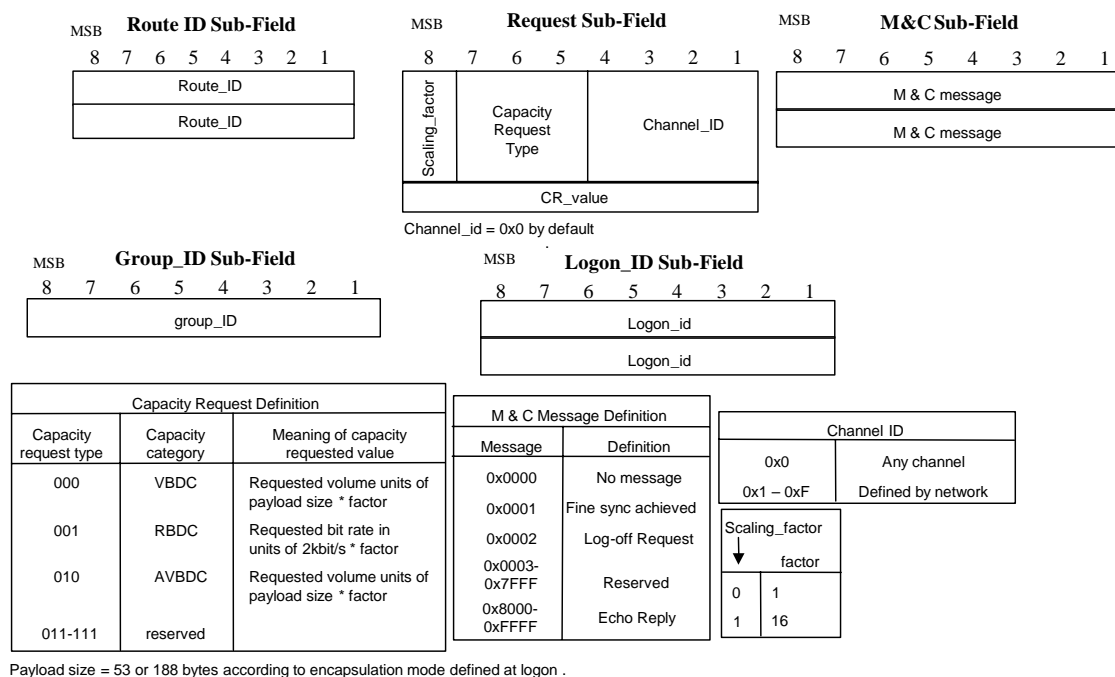 Route ID Sub-Field
MSB
8 7 6 5 4 3 2 1
Route_ID
Route_ID
Request Sub-Field
MSB
8 7 6 5 4 3 2 1
Scaling_factor
Capacity
Request
Type
Channel_ID
CR_value
Channel_id = 0x0 by default
.
M&C Sub-Field
MSB
8 7 6 5 4 3 2 1
M & C message
M & C message
Group_ID Sub-Field
MSB
8 7 6 5 4 3 2 1
group_ID
Logon_ID Sub-Field
MSB
8 7 6 5 4 3 2 1
Logon_id
Logon_id
Capacity Request Definition
Capacity request type
Capacity category
Meaning of capacity requested value
000 VBDC Requested volume units of
payload size * factor
001 RBDC Requested bit rate in
units of 2kbit/s * factor
010 AVBDC Requested volume units of
payload size * factor
011-111 reserved
M & C Message Definition
Message Definition
0x0000 No message
0x0001 Fine sync achieved
0x0002 Log-off Request
0x0003-
0x7FFF Reserved
0x8000-
0xFFFF Echo Reply
Channel ID
0x0 Any channel
0x1 – 0xF Defined by network
Scaling_factor
factor
0 1
1 16
Payload size = 53 or 188 bytes according to encapsulation mode defined at logon .